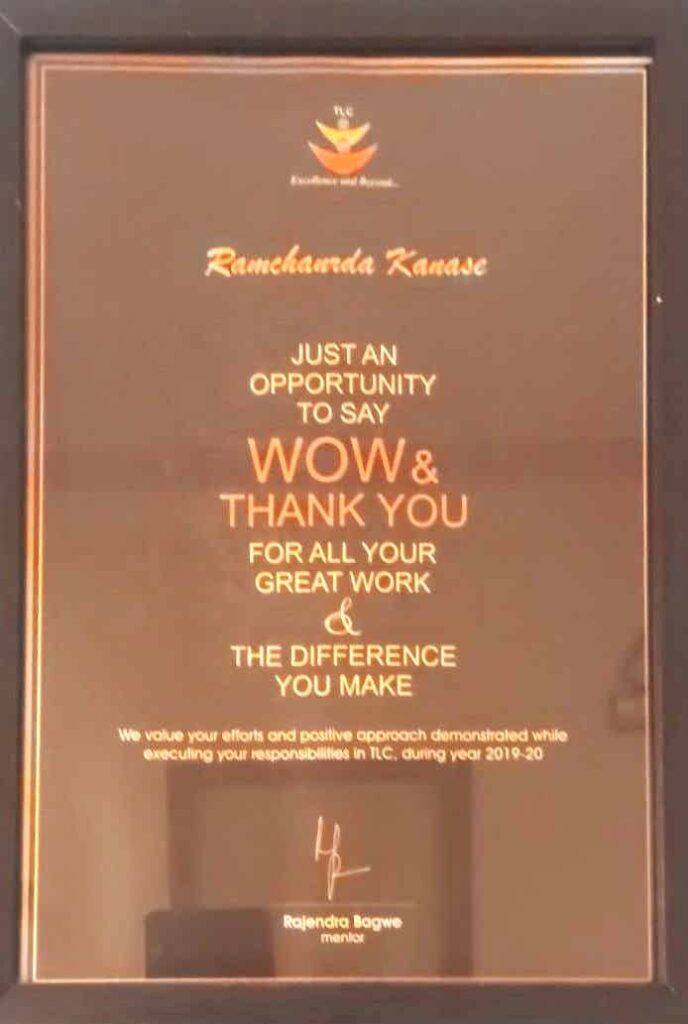 TLC
Excellence and Beyond...
Ramchanrda Kanase
JUST AN
OPPORTUNITY
TO SAY
WOW &
THANK YOU
FOR ALL YOUR
GREAT WORK
&
THE DIFFERENCE
YOU MAKE
We value your efforts and positive approach demonstrated while
executing your responsibilities in TLC, during year 2019-20
Rajendra Bagwe
mentor